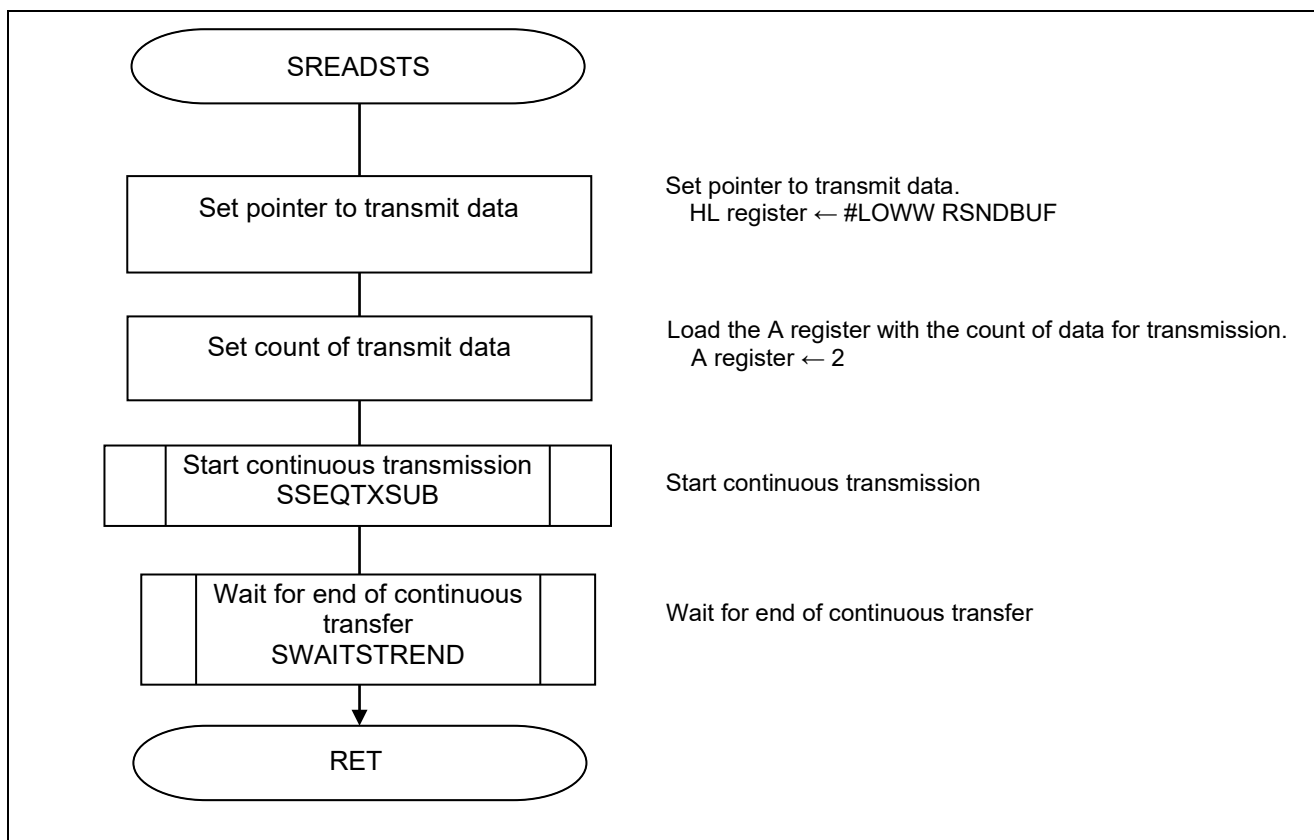 SREADSTS
Set pointer to transmit data
Set pointer to transmit data.
HL register ← #LOWW RSNDBUF
Set count of transmit data
Load the A register with the count of data for transmission.
A register ← 2
Start continuous transmission
SSEQTXSUB
Start continuous transmission
Wait for end of continuous
transfer
SWAITSTREND
Wait for end of continuous transfer
RET